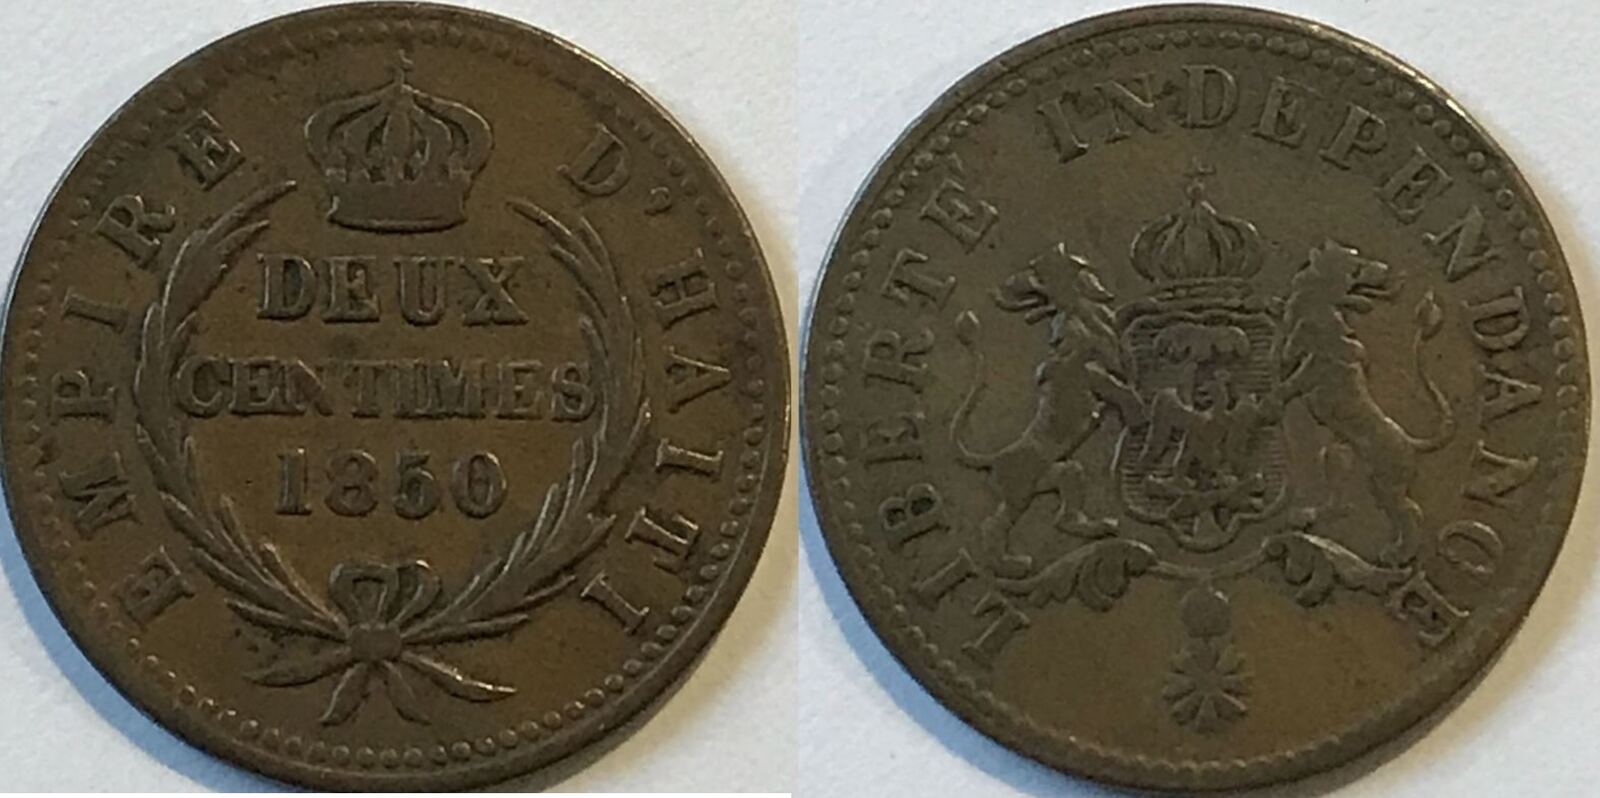 EMPIRE D'HAITI
DEUX
CENTIMES
1850
LIBERTE INDEPENDANCE